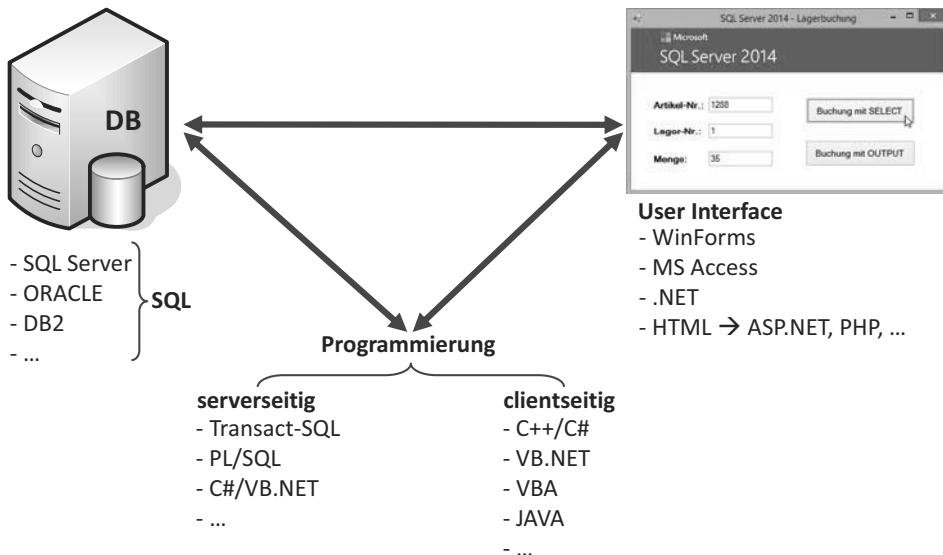 DB
SQL Server 2014 - Lagerbuchung
Microsoft
SQL Server 2014
Artikel-Nr.: 1288
Buchung mit SELECT
Lager-Nr.: 1
Menge: 35
Buchung mit OUTPUT
- SQL Server
- ORACLE
- DB2
- ...
SQL
User Interface
- WinForms
- MS Access
- .NET
- HTML → ASP.NET, PHP, ...
Programmierung
serverseitig
- Transact-SQL
- PL/SQL
- C#/VB.NET
- ...
clientseitig
- C++/C#
- VB.NET
- VBA
- JAVA
- ...